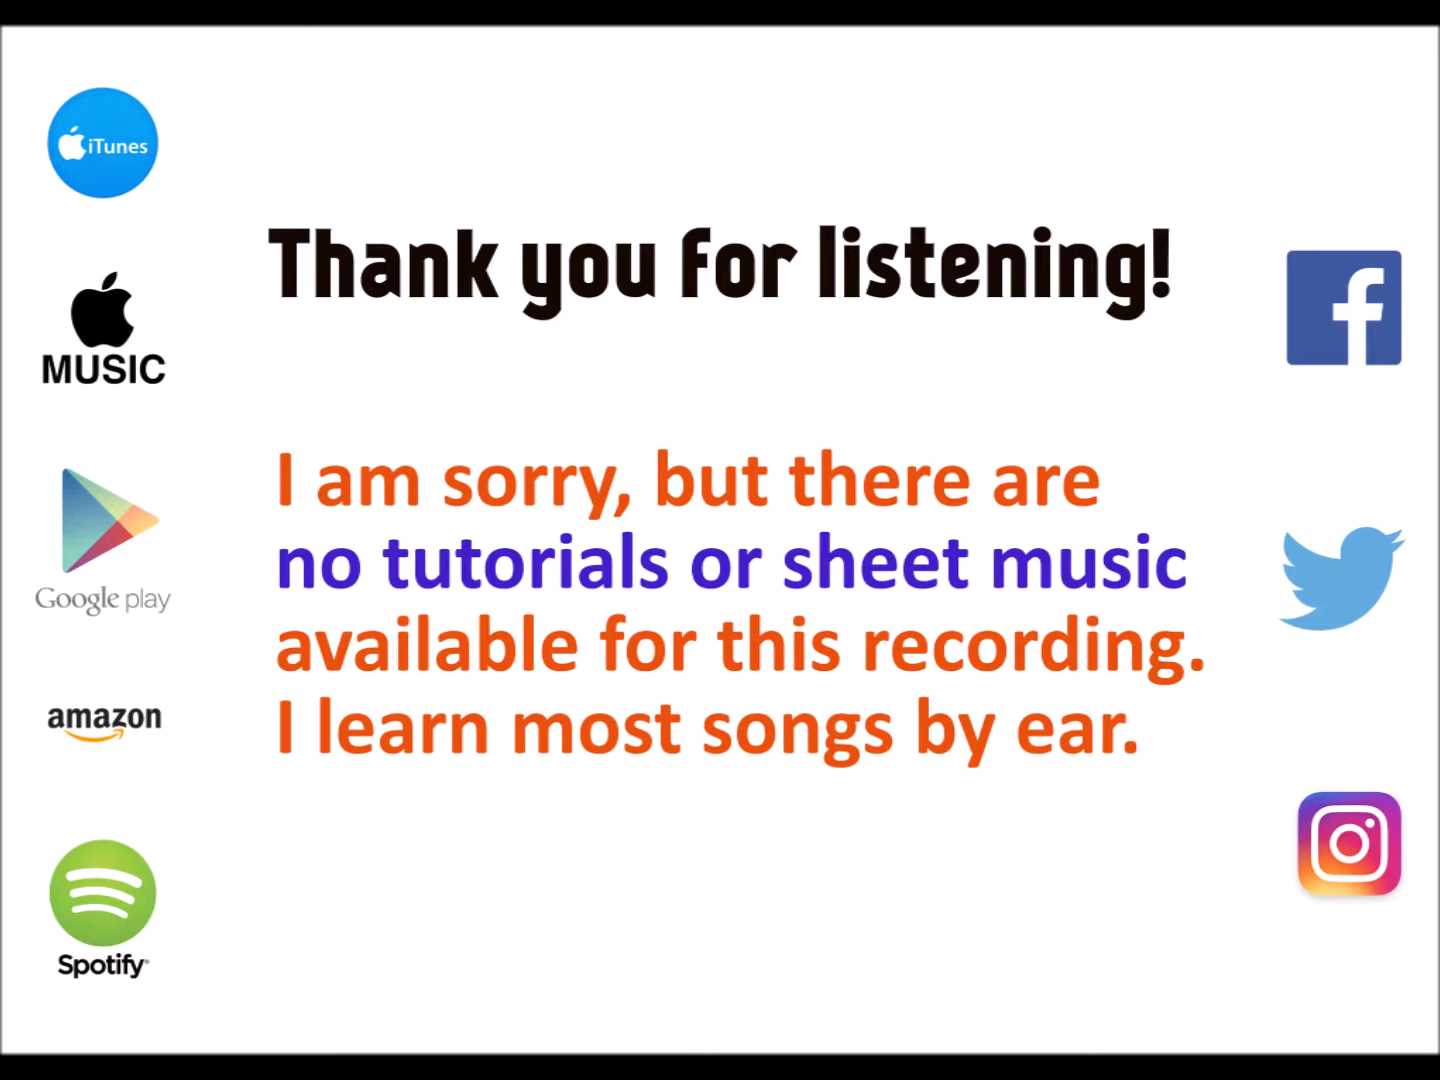 iTunes
MUSIC
Google play
amazon
Spotify
Thank you for listening!
I am sorry, but there are
no tutorials or sheet music
available for this recording.
I learn most songs by ear.